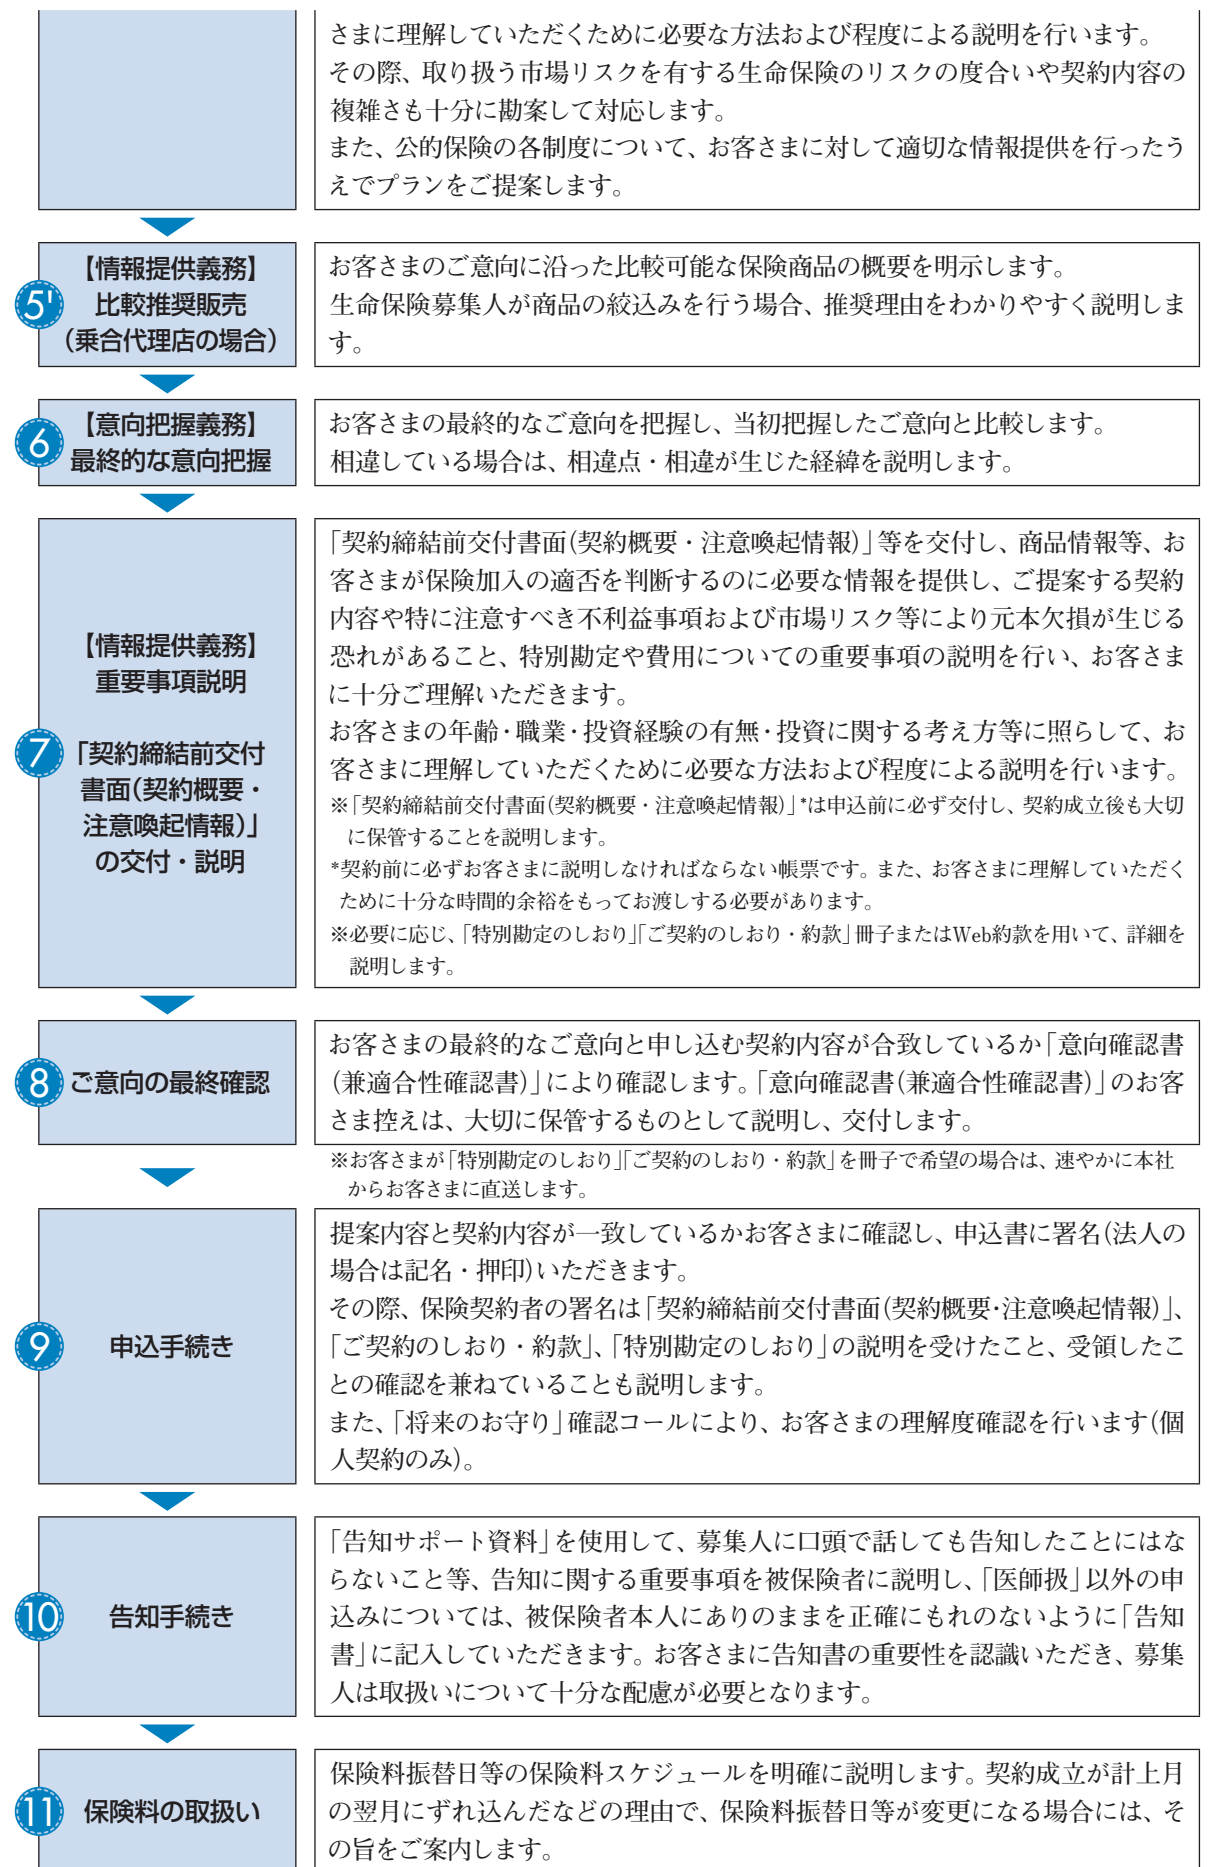 さまに理解していただくために必要な方法および程度による説明を行います。
その際、取り扱う市場リスクを有する生命保険のリスクの度合いや契約内容の
複雑さも十分に勘案して対応します。
また、公的保険の各制度について、お客さまに対して適切な情報提供を行ったう
えでプランをご提案します。
5'
【情報提供義務】
比較推奨販売
（乗合代理店の場合）
お客さまのご意向に沿った比較可能な保険商品の概要を明示します。
生命保険募集人が商品の絞込みを行う場合、推奨理由をわかりやすく説明しま
す。
6
【意向把握義務】
最終的な意向把握
お客さまの最終的なご意向を把握し、当初把握したご意向と比較します。
相違している場合は、相違点・相違が生じた経緯を説明します。
7
【情報提供義務】
重要事項説明
「契約締結前交付
書面(契約概要・
注意喚起情報)」
の交付・説明
「契約締結前交付書面(契約概要・注意喚起情報)」等を交付し、商品情報等、お
客さまが保険加入の適否を判断するのに必要な情報を提供し、ご提案する契約
内容や特に注意すべき不利益事項および市場リスク等により元本欠損が生じる
恐れがあること、特別勘定や費用についての重要事項の説明を行い、お客さま
に十分ご理解いただきます。
お客さまの年齢・職業・投資経験の有無・投資に関する考え方等に照らして、お
客さまに理解していただくために必要な方法および程度による説明を行います。
※「契約締結前交付書面(契約概要・注意喚起情報)」*は申込前に必ず交付し、契約成立後も大切
に保管することを説明します。
*契約前に必ずお客さまに説明しなければならない帳票です。また、お客さまに理解していただく
ために十分な時間的余裕をもってお渡しする必要があります。
※必要に応じ、「特別勘定のしおり」「ご契約のしおり・約款」冊子またはWeb約款を用いて、詳細を
説明します。
8
ご意向の最終確認
お客さまの最終的なご意向と申し込む契約内容が合致しているか「意向確認書
(兼適合性確認書)」により確認します。「意向確認書(兼適合性確認書)」のお客
さま控えは、大切に保管するものとして説明し、交付します。
※お客さまが「特別勘定のしおり」「ご契約のしおり・約款」を冊子で希望の場合は、速やかに本社
からお客さまに直送します。
9
申込手続き
提案内容と契約内容が一致しているかお客さまに確認し、申込書に署名(法人の
場合は記名・押印)いただきます。
その際、保険契約者の署名は「契約締結前交付書面(契約概要・注意喚起情報)」、
「ご契約のしおり・約款」、「特別勘定のしおり」の説明を受けたこと、受領したこ
との確認を兼ねていることも説明します。
また、「将来のお守り」確認コールにより、お客さまの理解度確認を行います(個
人契約のみ)。
10
告知手続き
「告知サポート資料」を使用して、募集人に口頭で話しても告知したことにはな
らないこと等、告知に関する重要事項を被保険者に説明し、「医師扱」以外の申
込みについては、被保険者本人にありのままを正確にもれのないように「告知
書」に記入していただきます。お客さまに告知書の重要性を認識いただき、募集
人は取扱いについて十分な配慮が必要となります。
11
保険料の取扱い
保険料振替日等の保険料スケジュールを明確に説明します。契約成立が計上月
の翌月にずれ込んだなどの理由で、保険料振替日等が変更になる場合には、そ
の旨をご案内します。